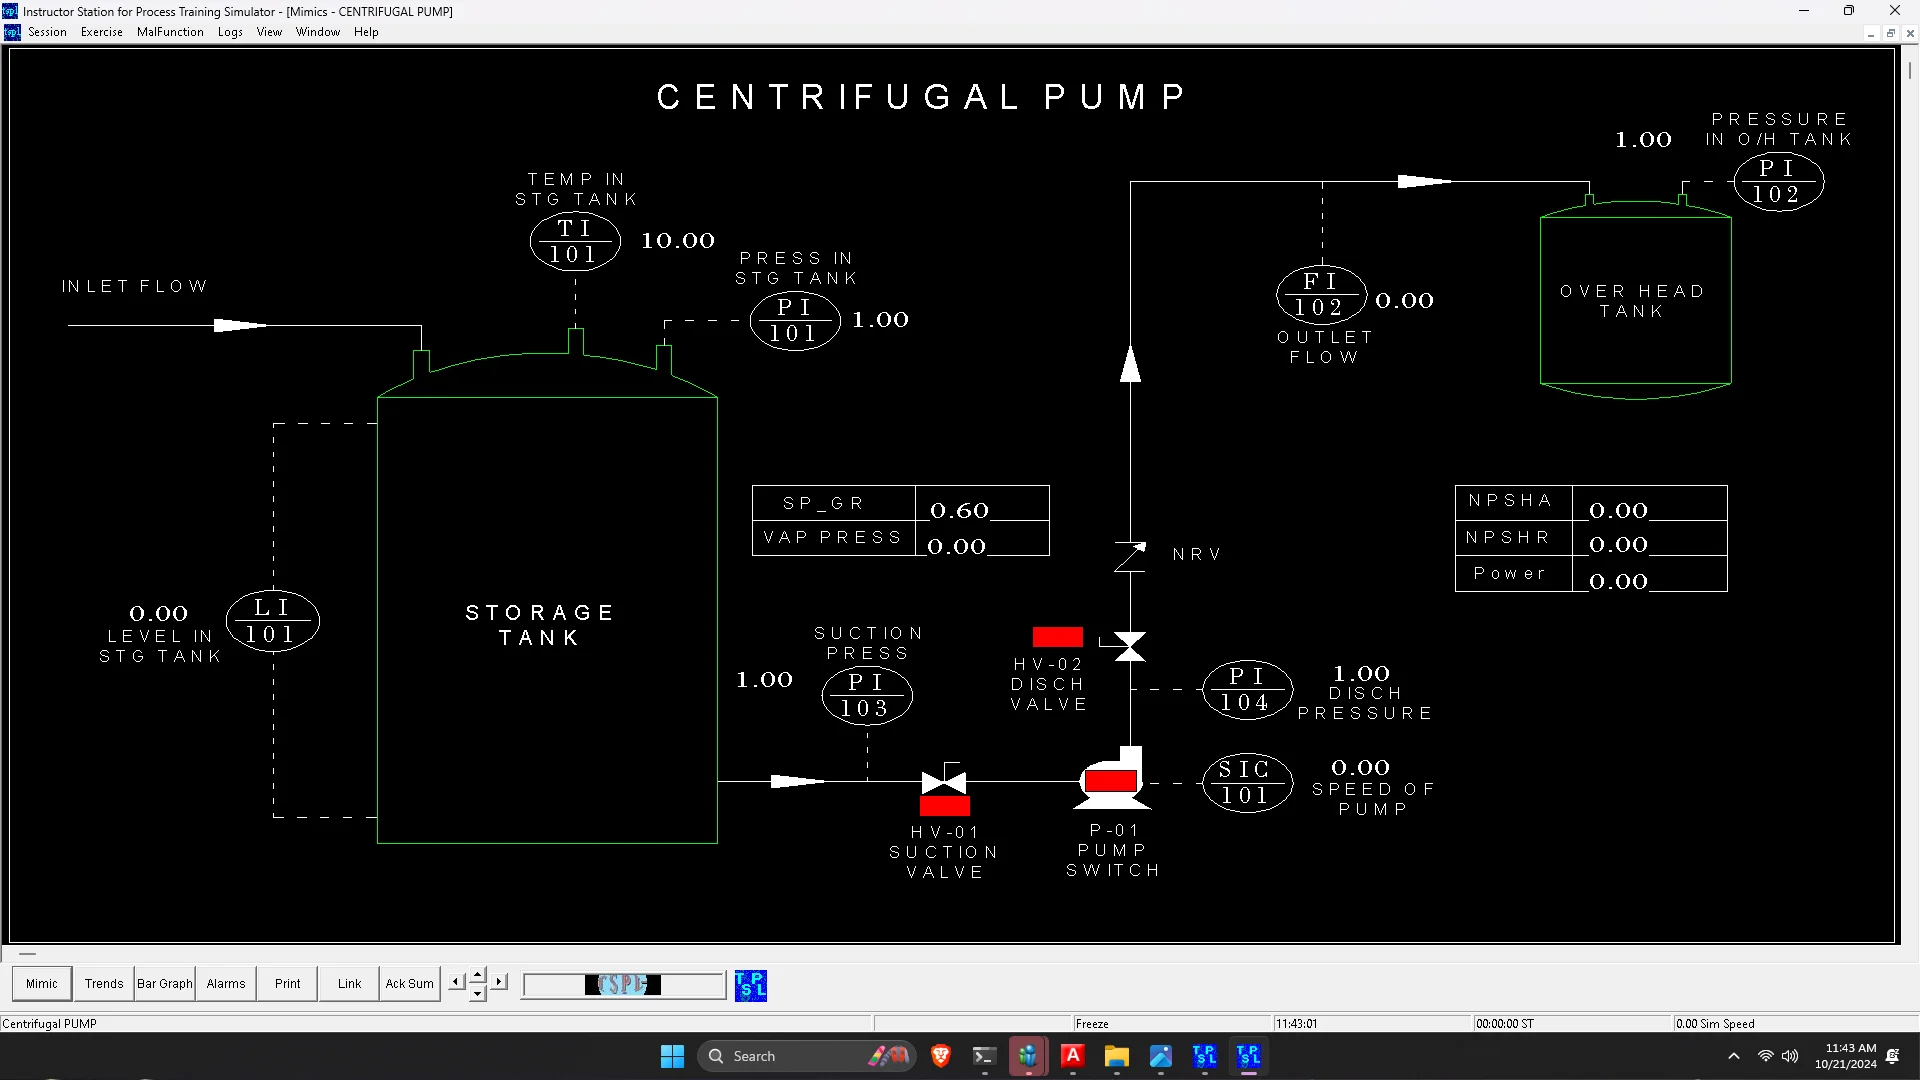 Instructor Station for Process Training Simulator - [Mimics - CENTRIFUGAL PUMP]
Session Exercise MalFunction Logs View Window Help
CENTRIFUGAL PUMP
PRESSURE
IN O/H TANK
1.00
PI
102
TEMP IN
STG TANK
TI
101
10.00
PRESS IN
STG TANK
PI
101
1.00
INLET FLOW
FI
102
0.00
OUTLET
FLOW
OVER HEAD
TANK
SP_GR 0.60
VAP PRESS 0.00
NPSHA 0.00
NPSHR 0.00
Power 0.00
NRV
0.00
LI
101
LEVEL IN
STG TANK
STORAGE
TANK
SUCTION
PRESS
1.00
PI
103
HV-02
DISCH
VALVE
PI
104
1.00
DISCH
PRESSURE
SIC
101
0.00
SPEED OF
PUMP
HV-01
SUCTION
VALVE
P-01
PUMP
SWITCH
Mimic Trends Bar Graph Alarms Print Link Ack Sum TSPL TPSL
Centrifugal PUMP Freeze 11:43:01 00:00:00 ST 0.00 Sim Speed
Search
11:43 AM
10/21/2024